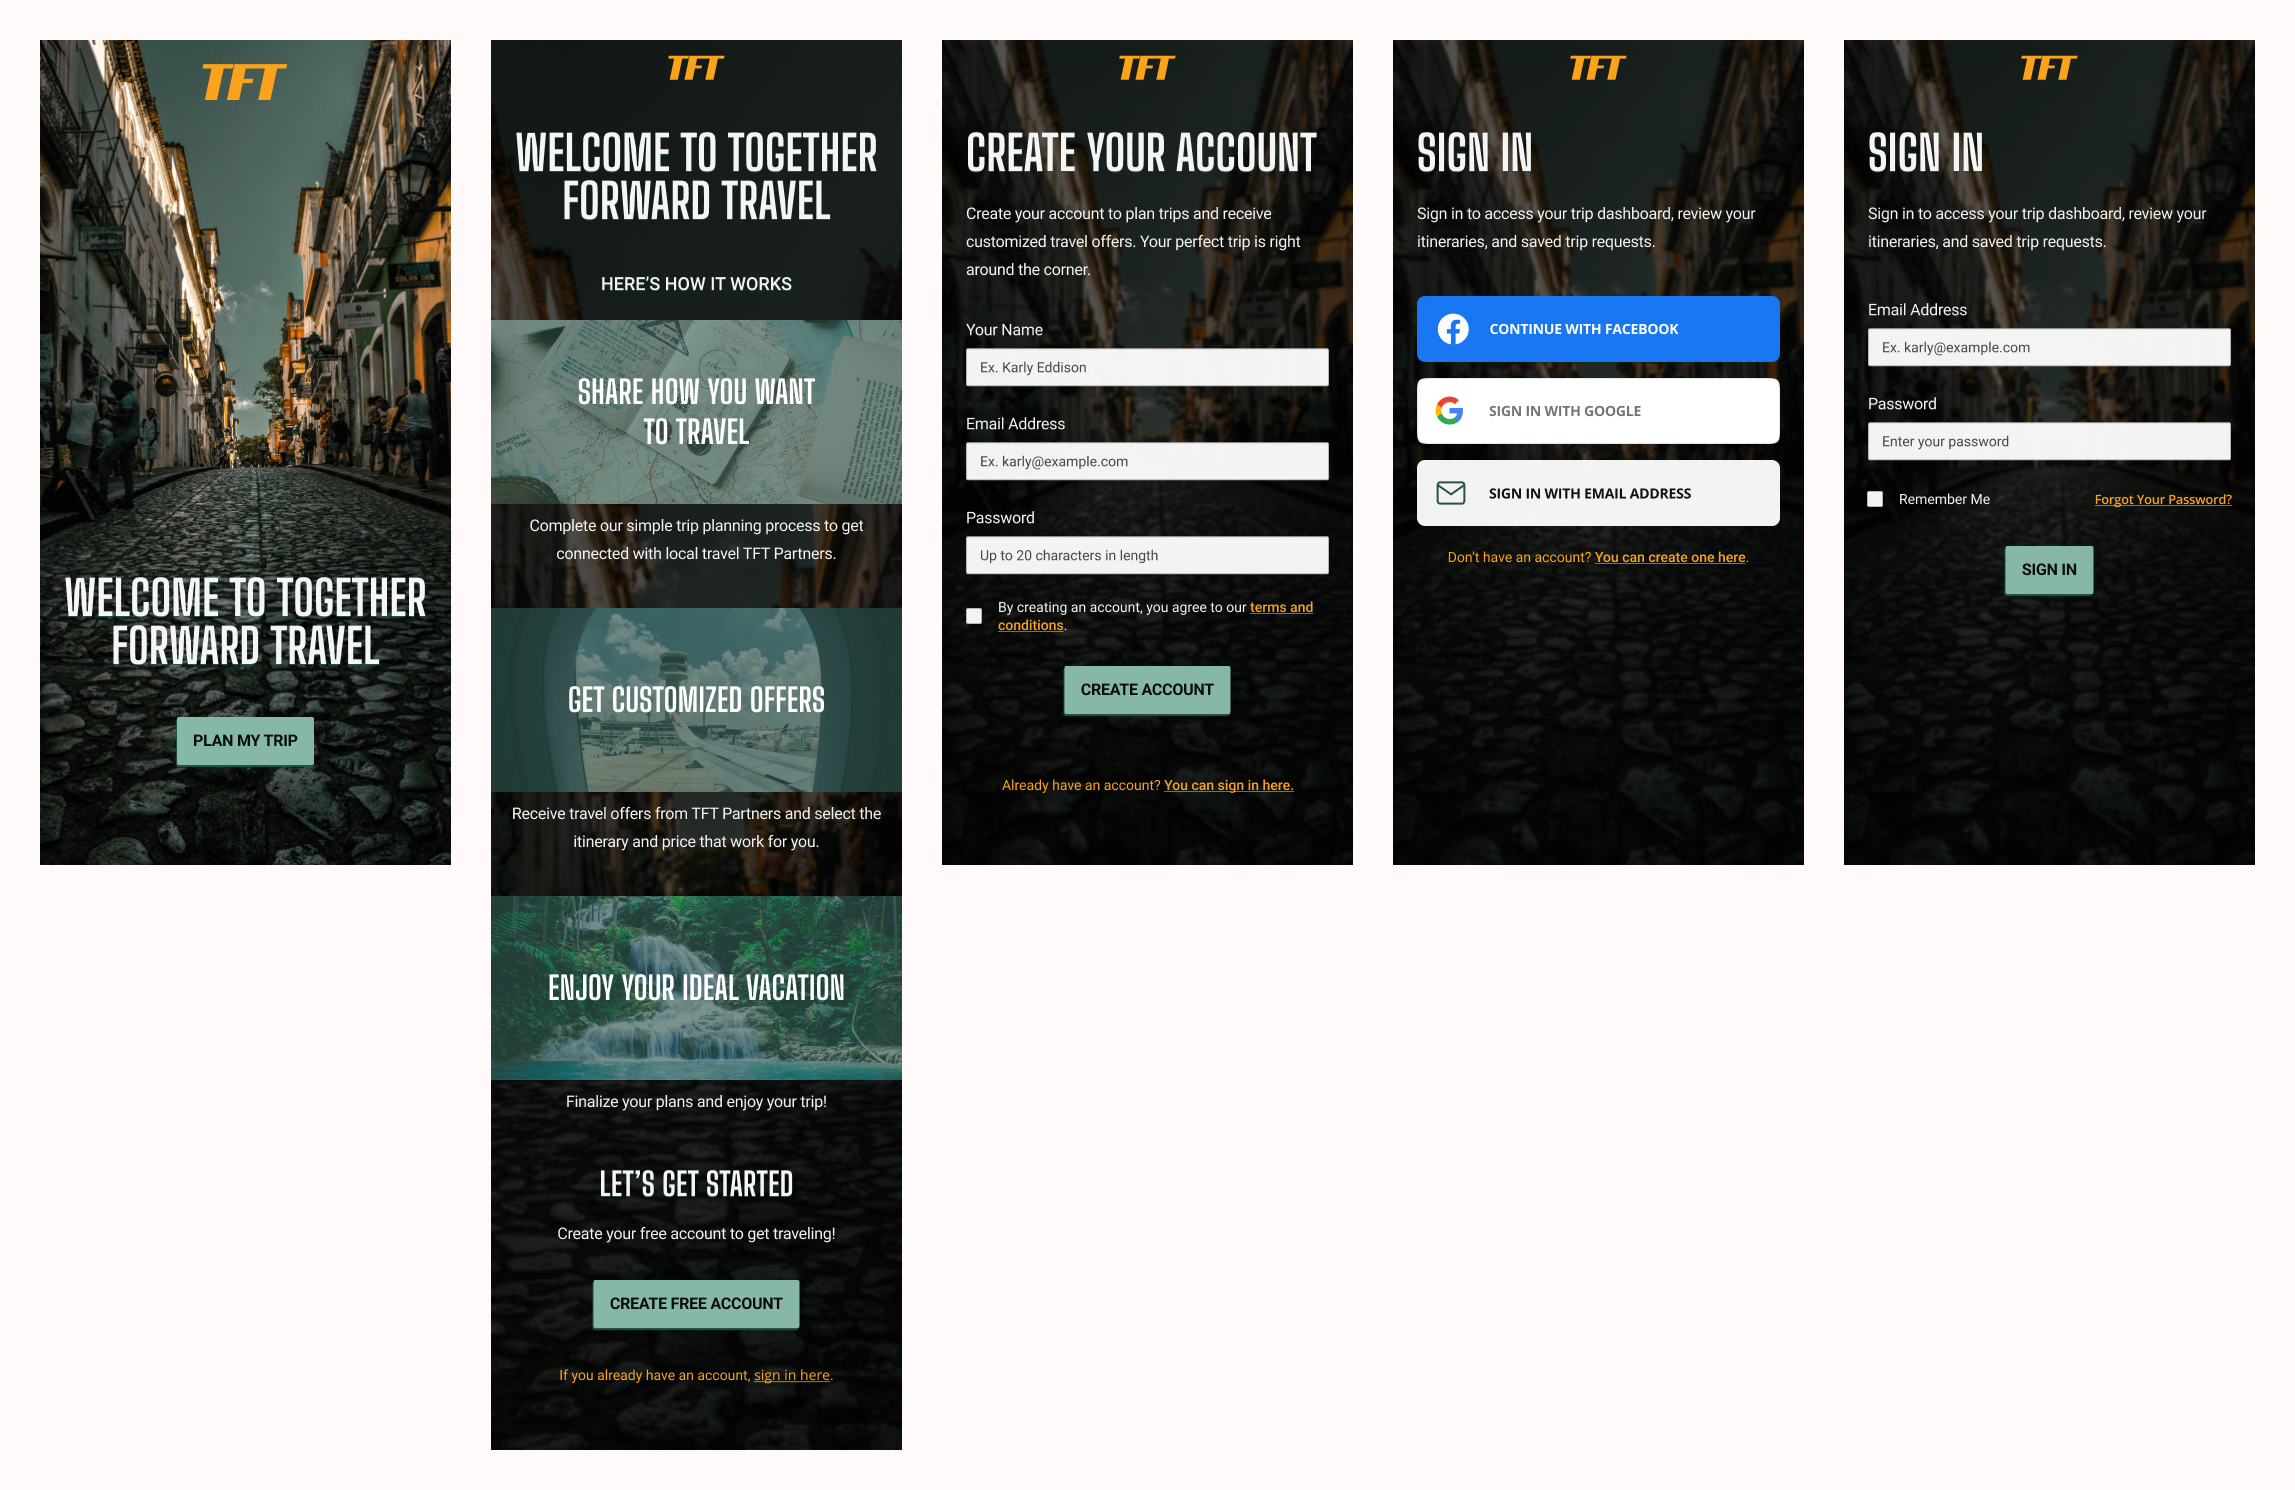 TFT
WELCOME TO TOGETHER
FORWARD TRAVEL
PLAN MY TRIP
TFT
WELCOME TO TOGETHER
FORWARD TRAVEL
HERE’S HOW IT WORKS
SHARE HOW YOU WANT
TO TRAVEL
Complete our simple trip planning process to get
connected with local travel TFT Partners.
GET CUSTOMIZED OFFERS
Receive travel offers from TFT Partners and select the
itinerary and price that work for you.
ENJOY YOUR IDEAL VACATION
Finalize your plans and enjoy your trip!
LET’S GET STARTED
Create your free account to get traveling!
CREATE FREE ACCOUNT
If you already have an account, sign in here.
TFT
CREATE YOUR ACCOUNT
Create your account to plan trips and receive
customized travel offers. Your perfect trip is right
around the corner.
Your Name
Ex. Karly Eddison
Email Address
Ex. karly@example.com
Password
Up to 20 characters in length
By creating an account, you agree to our terms and
conditions.
CREATE ACCOUNT
Already have an account? You can sign in here.
TFT
SIGN IN
Sign in to access your trip dashboard, review your
itineraries, and saved trip requests.
CONTINUE WITH FACEBOOK
SIGN IN WITH GOOGLE
SIGN IN WITH EMAIL ADDRESS
Don’t have an account? You can create one here.
TFT
SIGN IN
Sign in to access your trip dashboard, review your
itineraries, and saved trip requests.
Email Address
Ex. karly@example.com
Password
Enter your password
Remember Me
Forgot Your Password?
SIGN IN